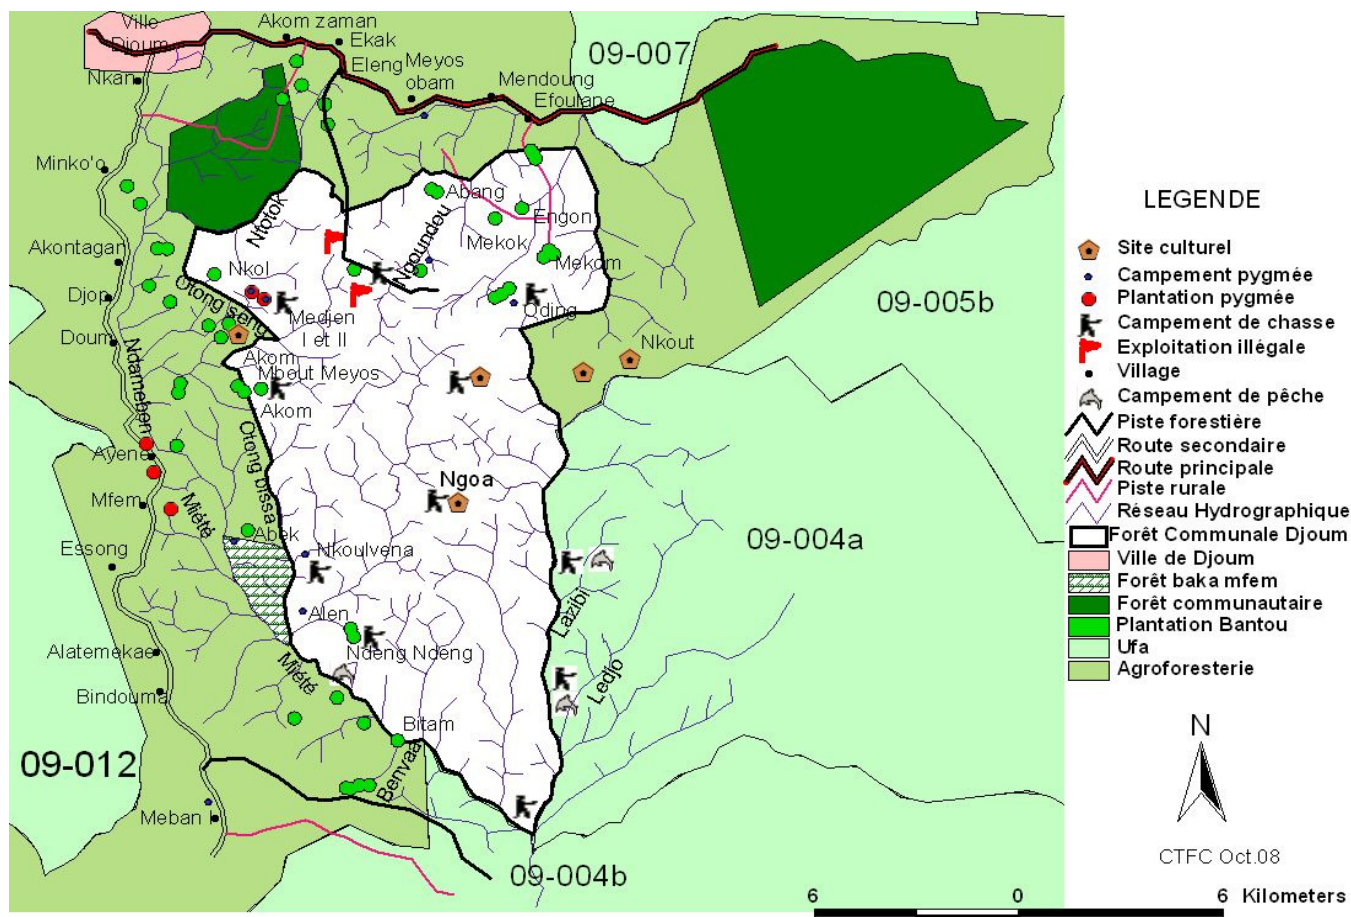 Ville
Djoum
Akom zaman
Ekak
Eleng
Meyos
obam
09-007
Nkan
Mendoung
Efoulane
Minko'o
Abang
Ntotok
Engon
Ngoundou
Mekok
Akontagan
Mekom
Nkol
Otong seng
Djop
Medjen
I et II
Oding
09-005b
Doum
Ndameben
Nkout
Akom
Mbout Meyos
Akom
Otong bissa
Ayene
Ngoa
Mfem
Miété
Abek
Essong
Nkoulvena
09-004a
Lazibi
Alen
Alatemekae
Ndeng Ndeng
Miété
Ledjo
Bindouma
Bitam
Benvaa
09-012
Meban I
09-004b
LEGENDE
Site culturel
Campement pygmée
Plantation pygmée
Campement de chasse
Exploitation illégale
Village
Campement de pêche
Piste forestière
Route secondaire
Route principale
Piste rurale
Réseau Hydrographique
Forêt Communale Djoum
Ville de Djoum
Forêt baka mfem
Forêt communautaire
Plantation Bantou
Ufa
Agroforesterie
N
CTFC Oct.08
6 0 6 Kilometers